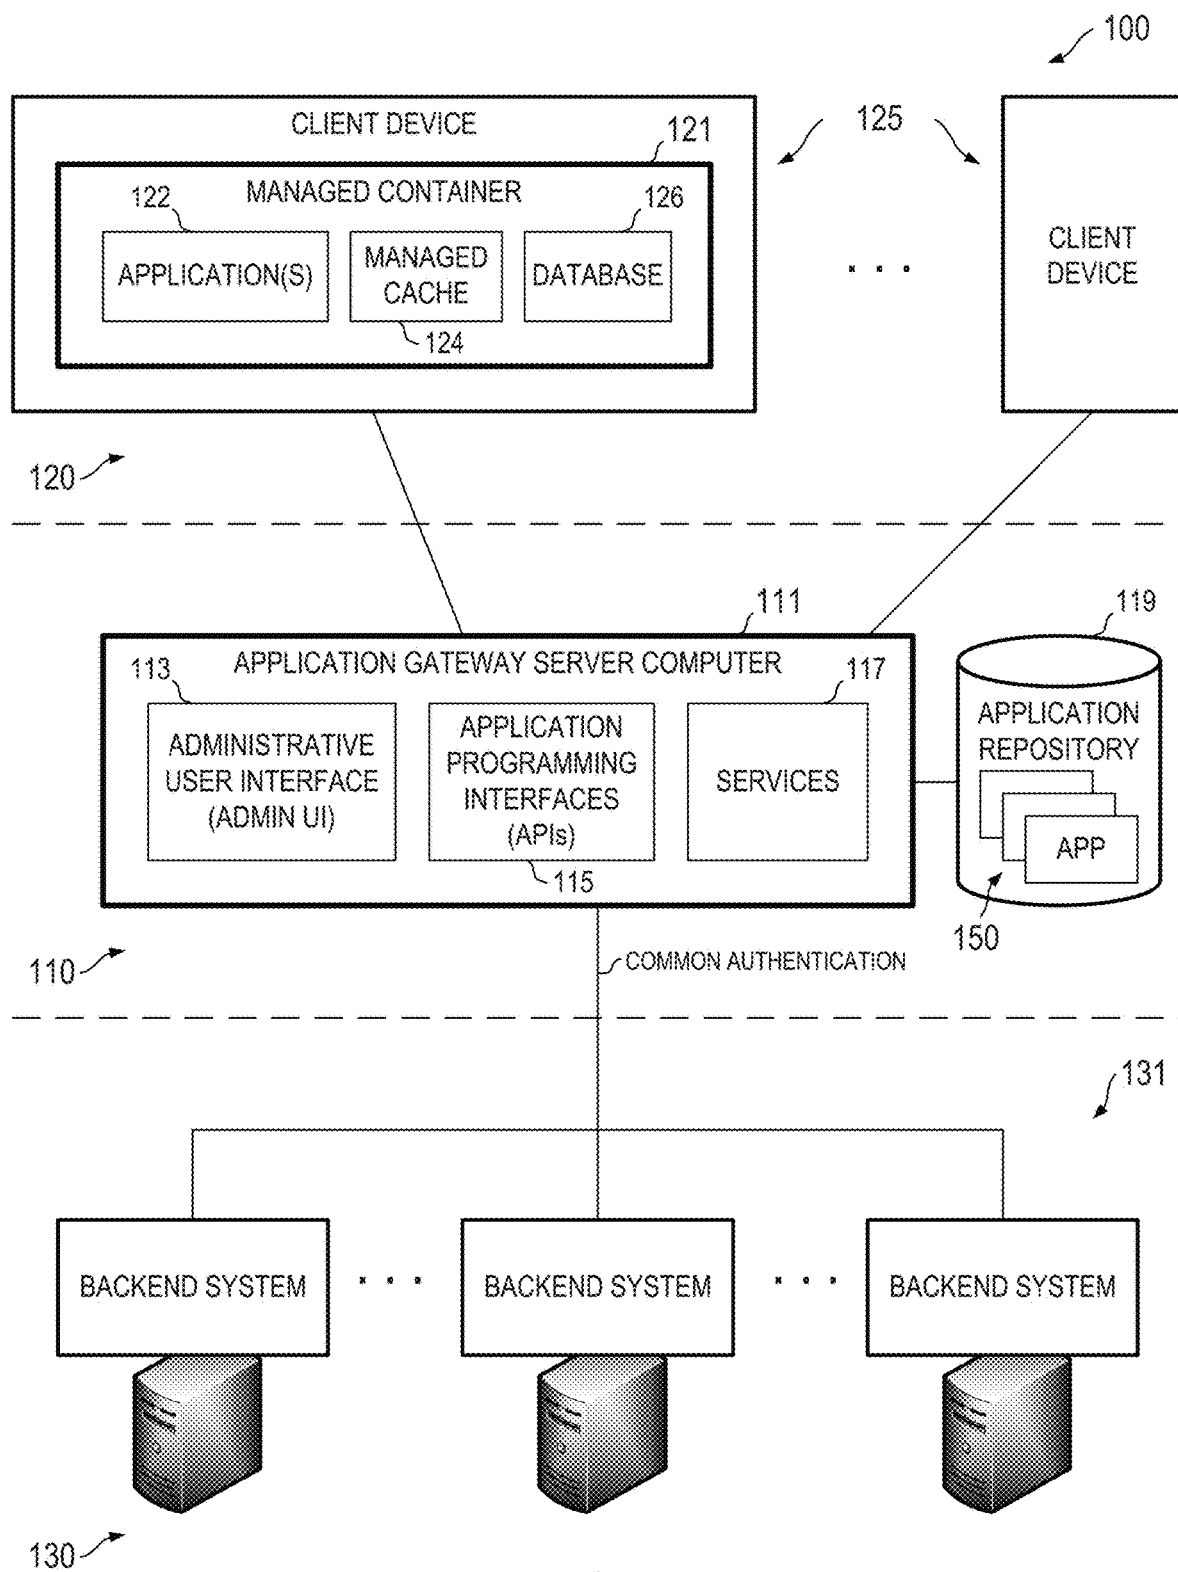 100
CLIENT DEVICE
125
121
MANAGED CONTAINER
122
126
APPLICATION(S)
MANAGED
CACHE
DATABASE
124
CLIENT
DEVICE
120
111
119
APPLICATION GATEWAY SERVER COMPUTER
113
117
ADMINISTRATIVE
USER INTERFACE
(ADMIN UI)
APPLICATION
PROGRAMMING
INTERFACES
(APIs)
115
SERVICES
APPLICATION
REPOSITORY
APP
150
110
COMMON AUTHENTICATION
131
BACKEND SYSTEM
BACKEND SYSTEM
BACKEND SYSTEM
130